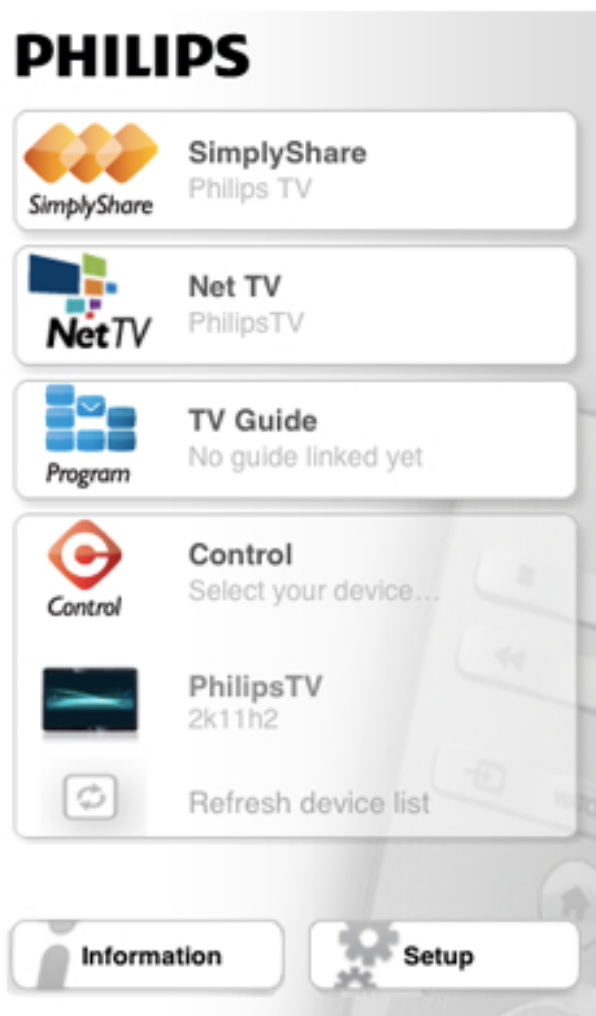 PHILIPS
SimplyShare
SimplyShare
Philips TV
NetTV
Net TV
PhilipsTV
Program
TV Guide
No guide linked yet
Control
Control
Select your device...
PhilipsTV
2k11h2
Refresh device list
Information
Setup